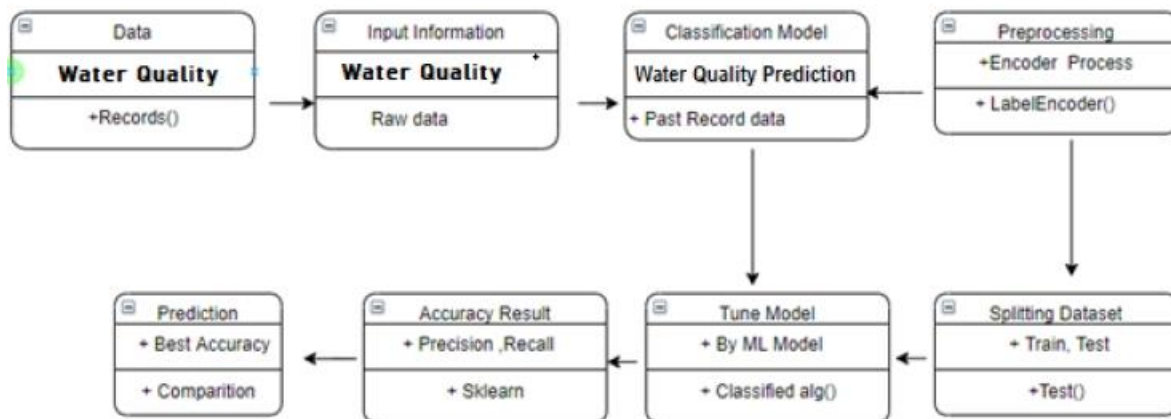 Data
Water Quality
+Records()
Input Information
Water Quality
Raw data
Classification Model
Water Quality Prediction
+ Past Record data
Preprocessing
+Encoder Process
+ LabelEncoder()
Prediction
+ Best Accuracy
+ Comparition
Accuracy Result
+ Precision ,Recall
+ Sklearn
Tune Model
+ By ML Model
+ Classified alg()
Splitting Dataset
+ Train, Test
+Test()